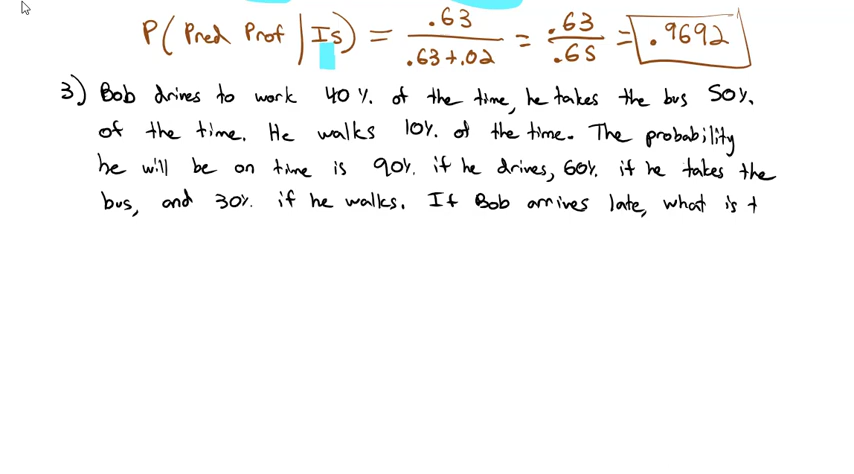 P( Pred Prof | Is) = .63 / .63+.02 = .63 / .65 = .9692
3) Bob drives to work 40% of the time, he takes the bus 50%
of the time. He walks 10% of the time. The probability
he will be on time is 90% if he drives, 60% if he takes the
bus, and 30% if he walks. If Bob arrives late, what is t